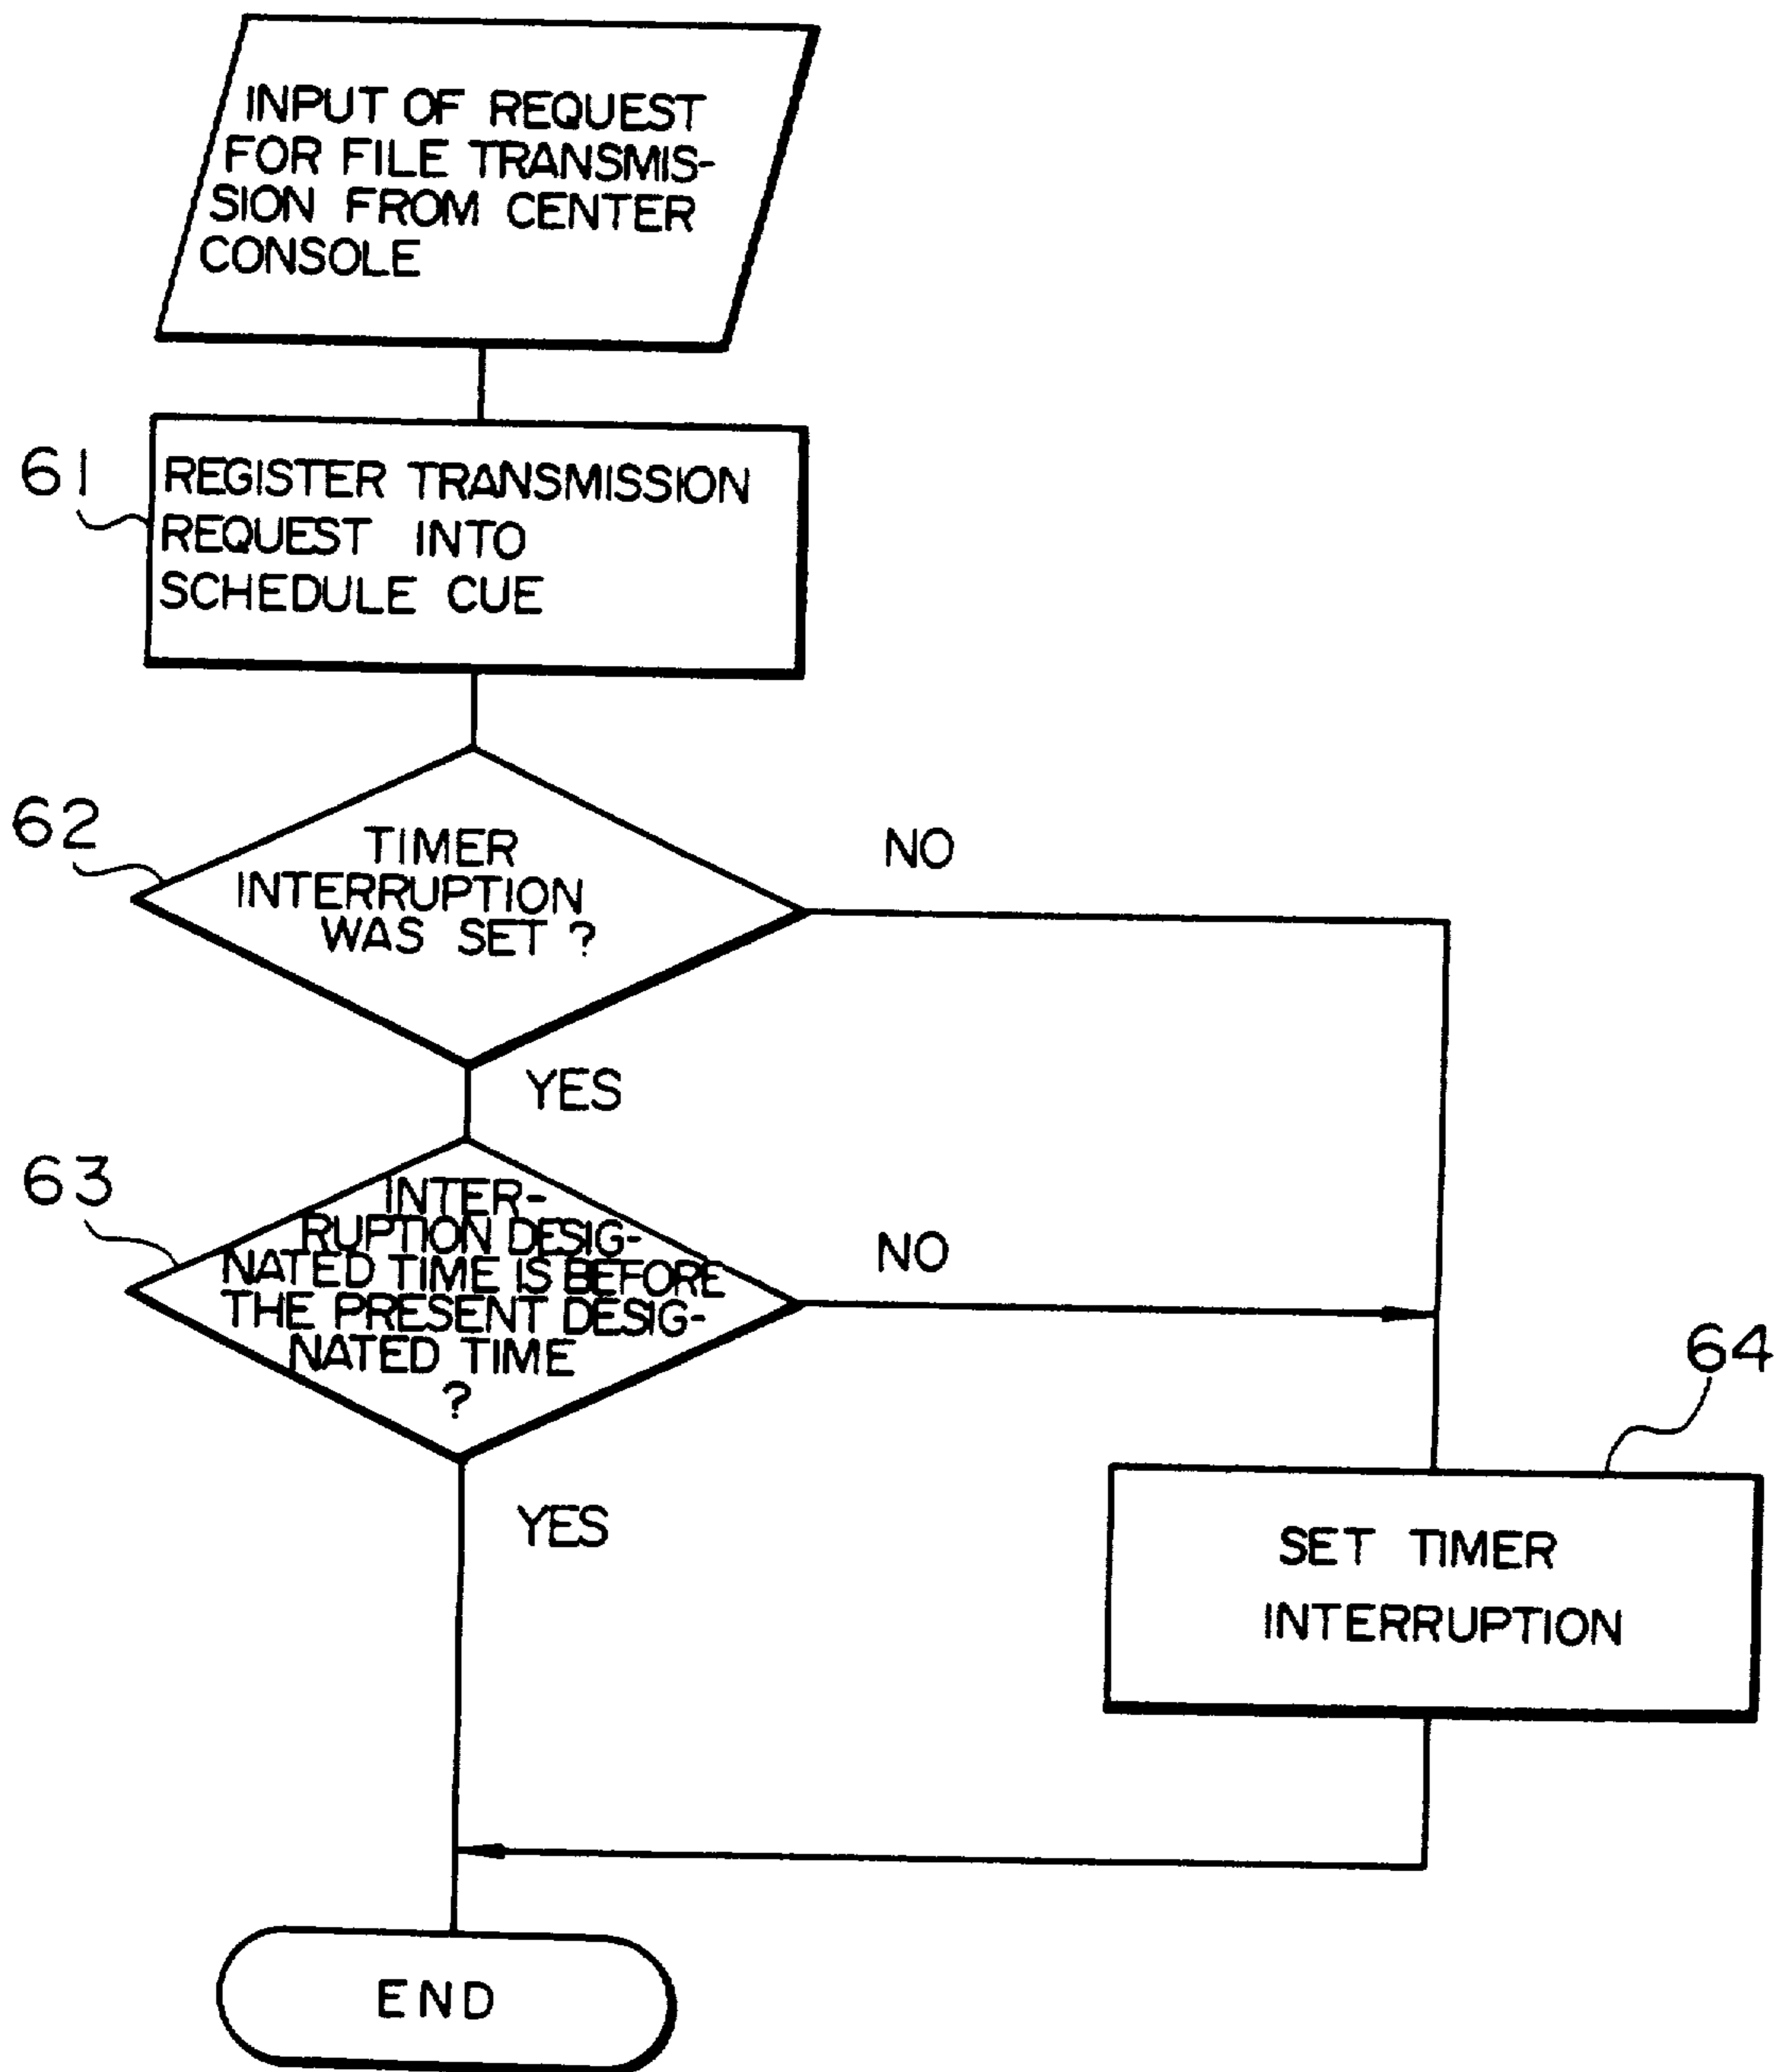 INPUT OF REQUEST
FOR FILE TRANSMIS-
SION FROM CENTER
CONSOLE
61
REGISTER TRANSMISSION
REQUEST INTO
SCHEDULE CUE
62
TIMER
INTERRUPTION
WAS SET ?
NO
YES
63
INTER-
RUPTION DESIG-
NATED TIME IS BEFORE
THE PRESENT DESIG-
NATED TIME
?
NO
YES
64
SET TIMER
INTERRUPTION
END